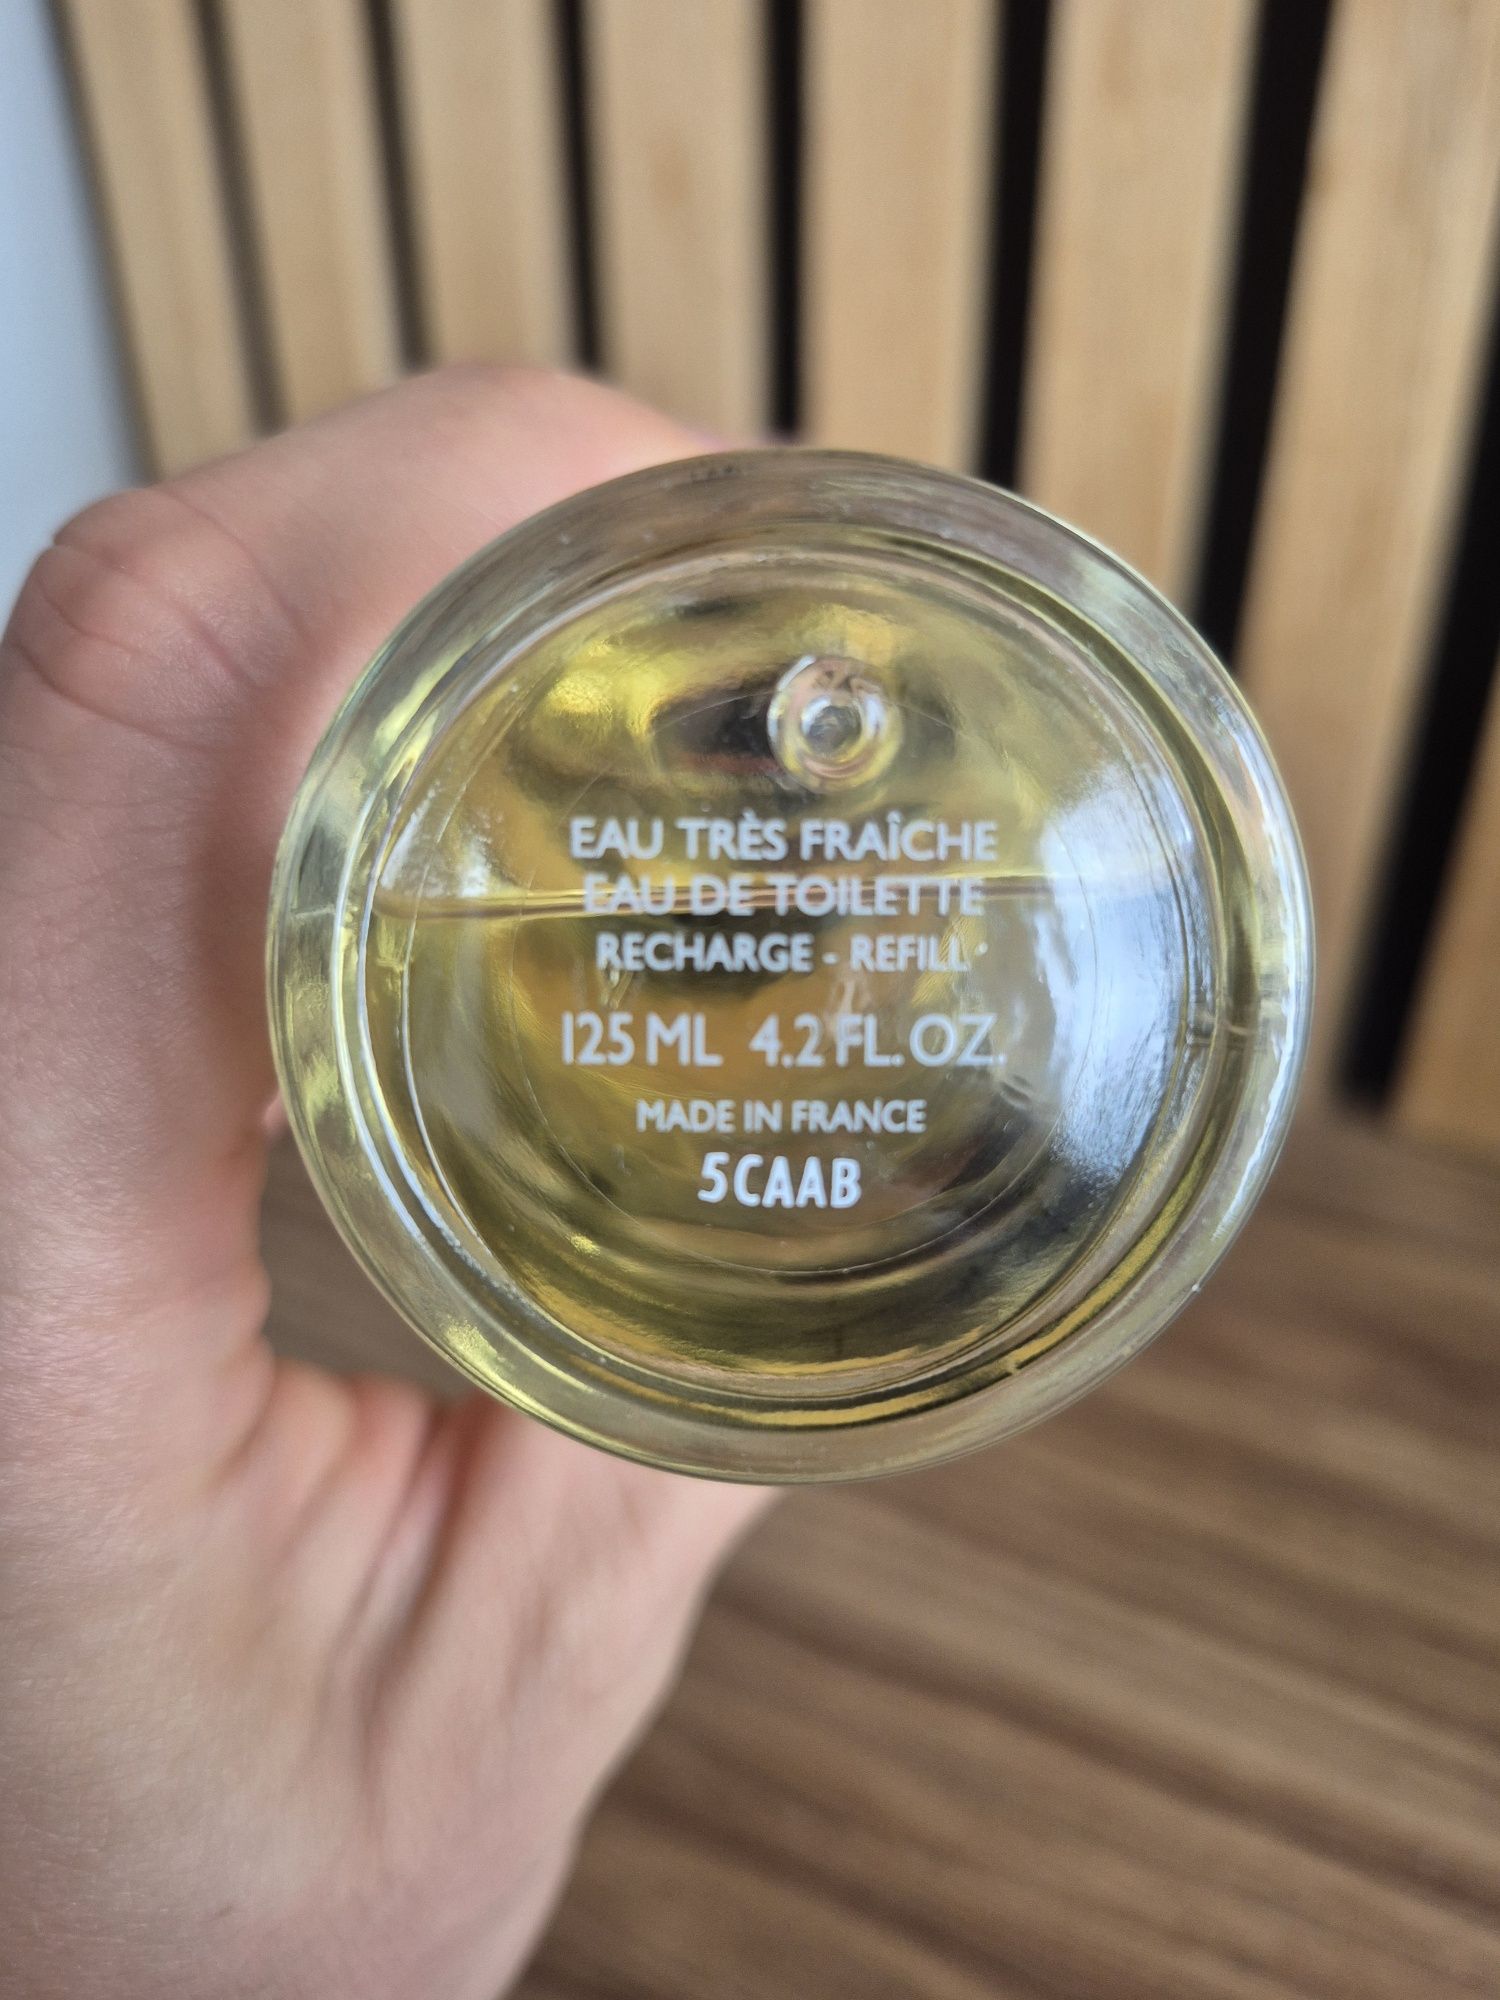 EAU TRÈS FRAÎCHE
EAU DE TOILETTE
RECHARGE - REFILL
125 ML 4.2 FL. OZ.
MADE IN FRANCE
5CAAB